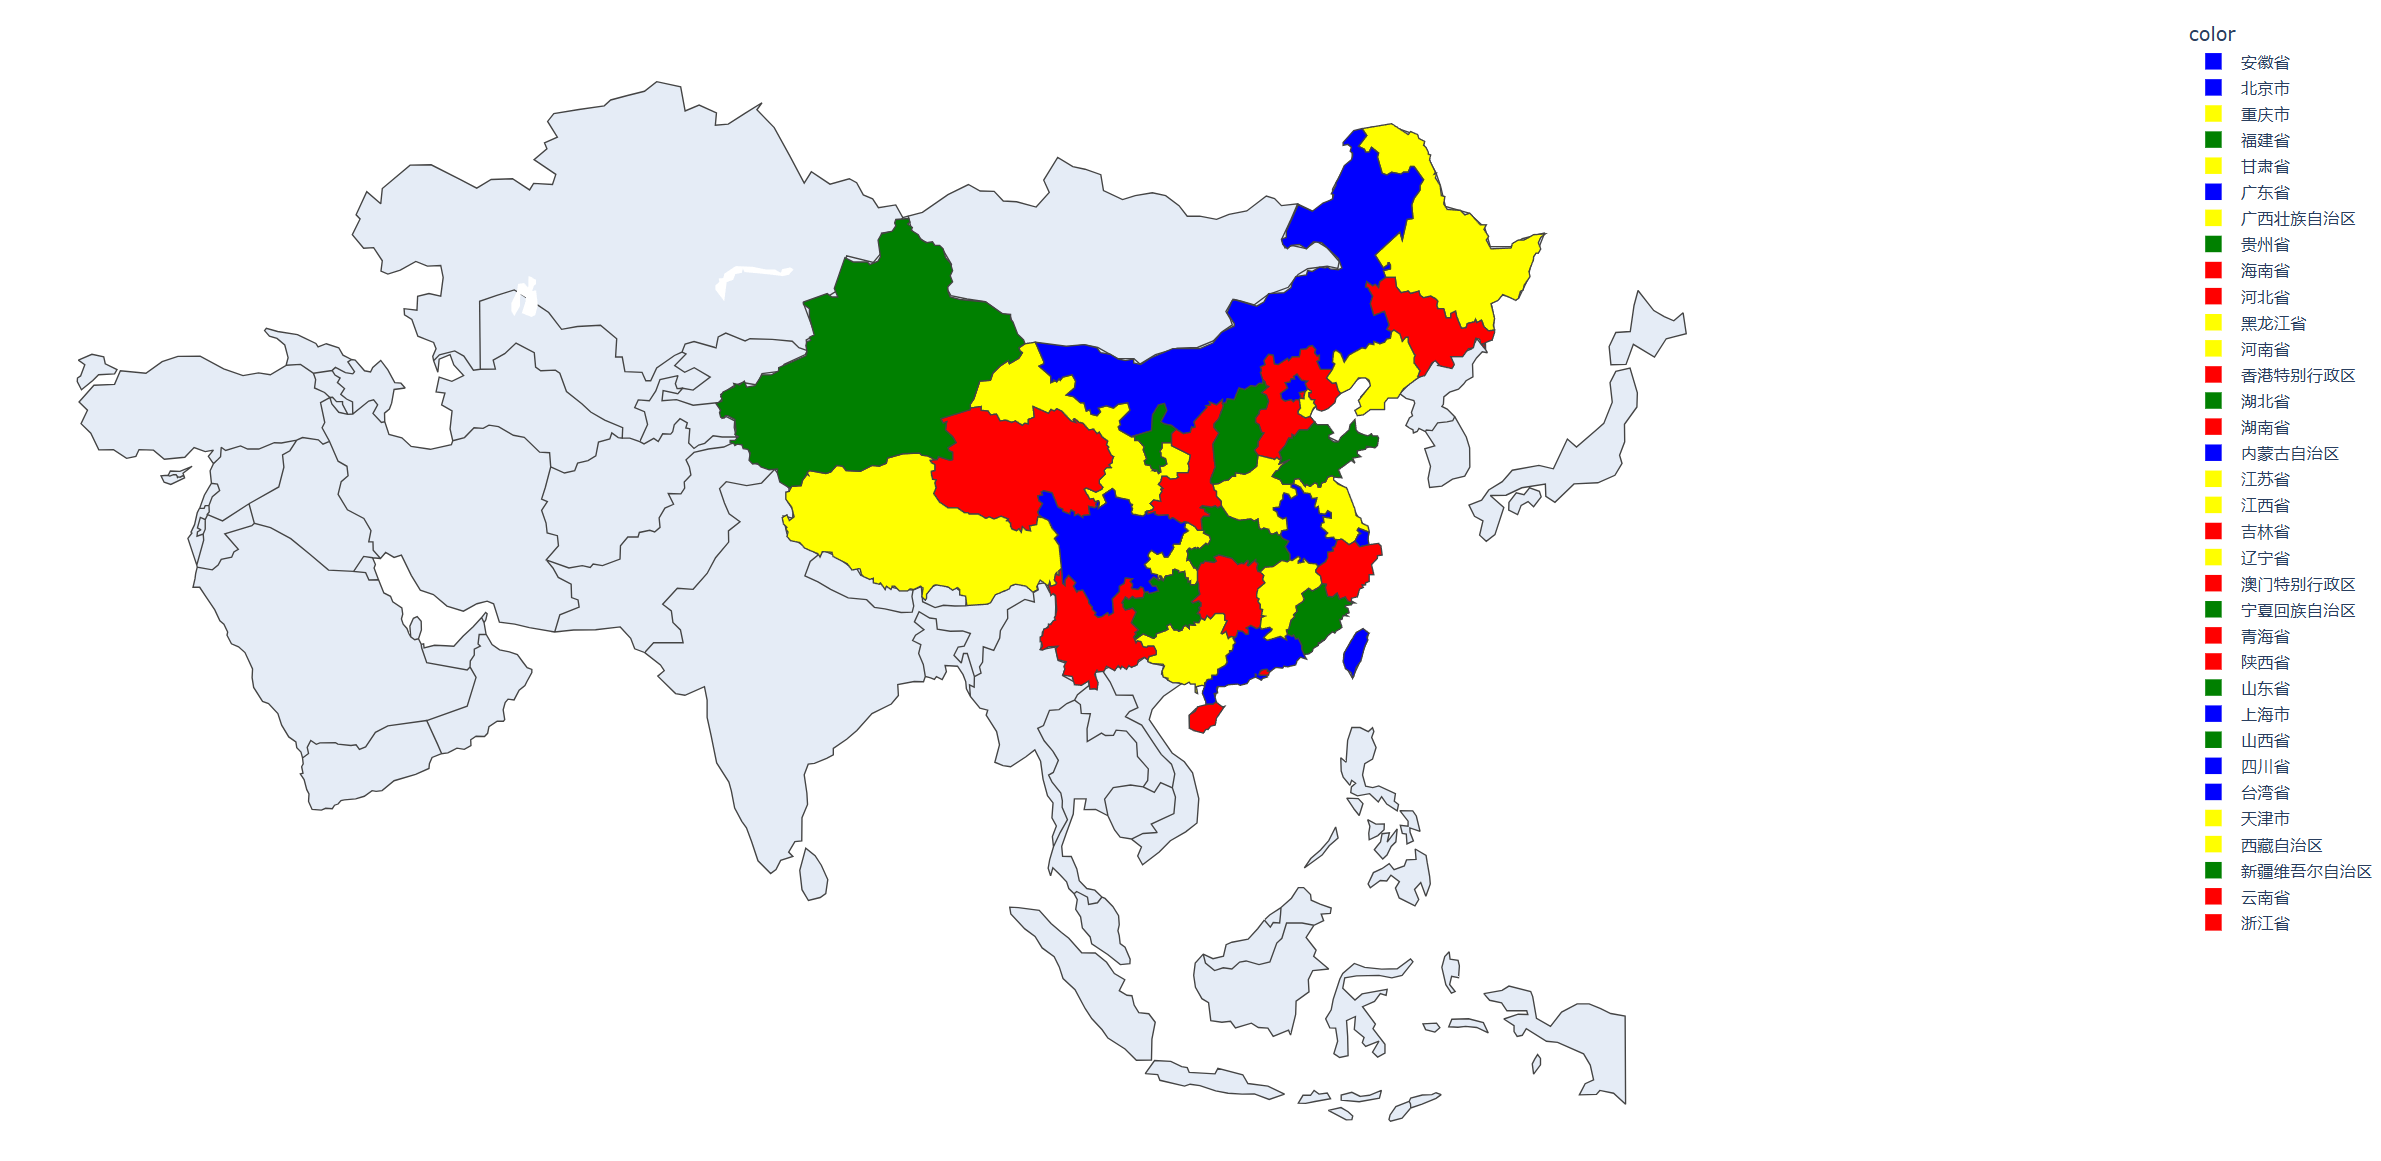 color
安徽省
北京市
重庆市
福建省
甘肃省
广东省
广西壮族自治区
贵州省
海南省
河北省
黑龙江省
河南省
香港特别行政区
湖北省
湖南省
内蒙古自治区
江苏省
江西省
吉林省
辽宁省
澳门特别行政区
宁夏回族自治区
青海省
陕西省
山东省
上海市
山西省
四川省
台湾省
天津市
西藏自治区
新疆维吾尔自治区
云南省
浙江省